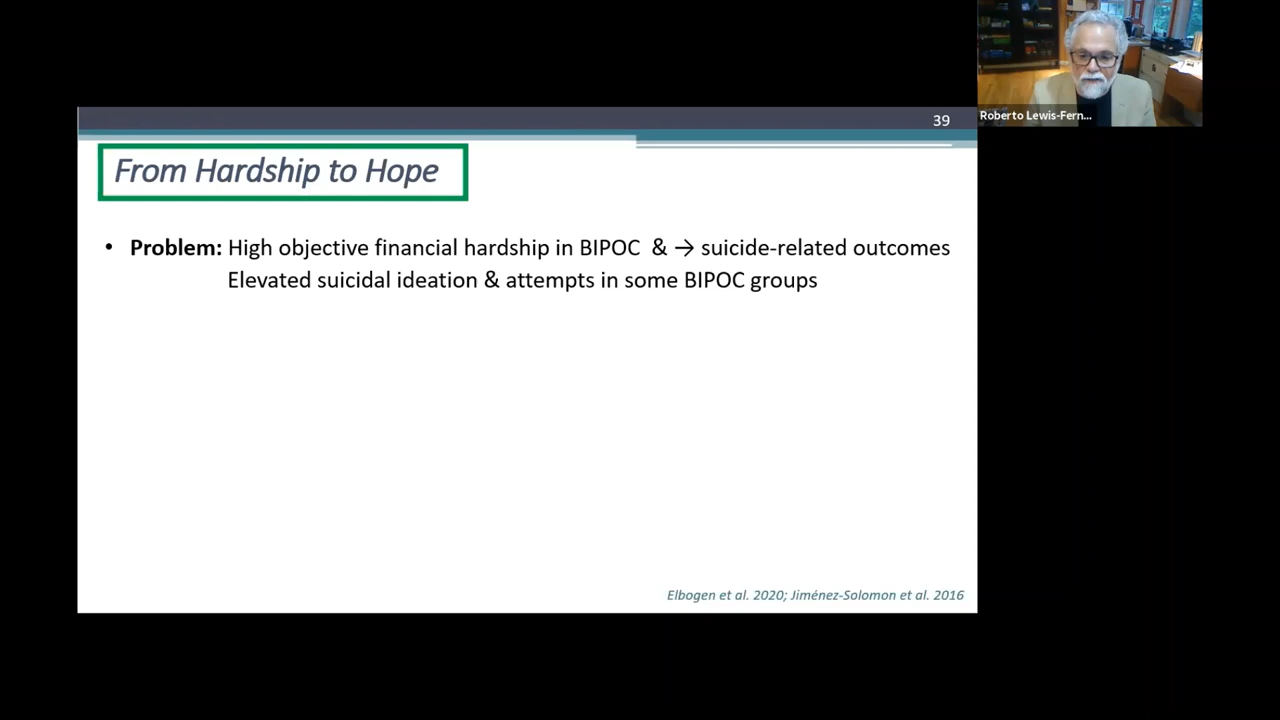 Roberto Lewis-Fern...
39
From Hardship to Hope
• Problem: High objective financial hardship in BIPOC & → suicide-related outcomes
Elevated suicidal ideation & attempts in some BIPOC groups
Elbogen et al. 2020; Jiménez-Solomon et al. 2016